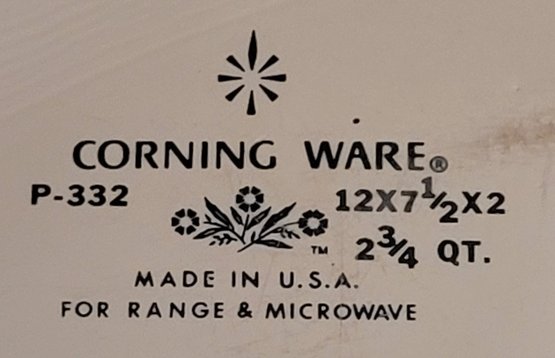 CORNING WARE®
P-332 12X7½X2
™ 2¾ QT.
MADE IN U.S.A.
FOR RANGE & MICROWAVE